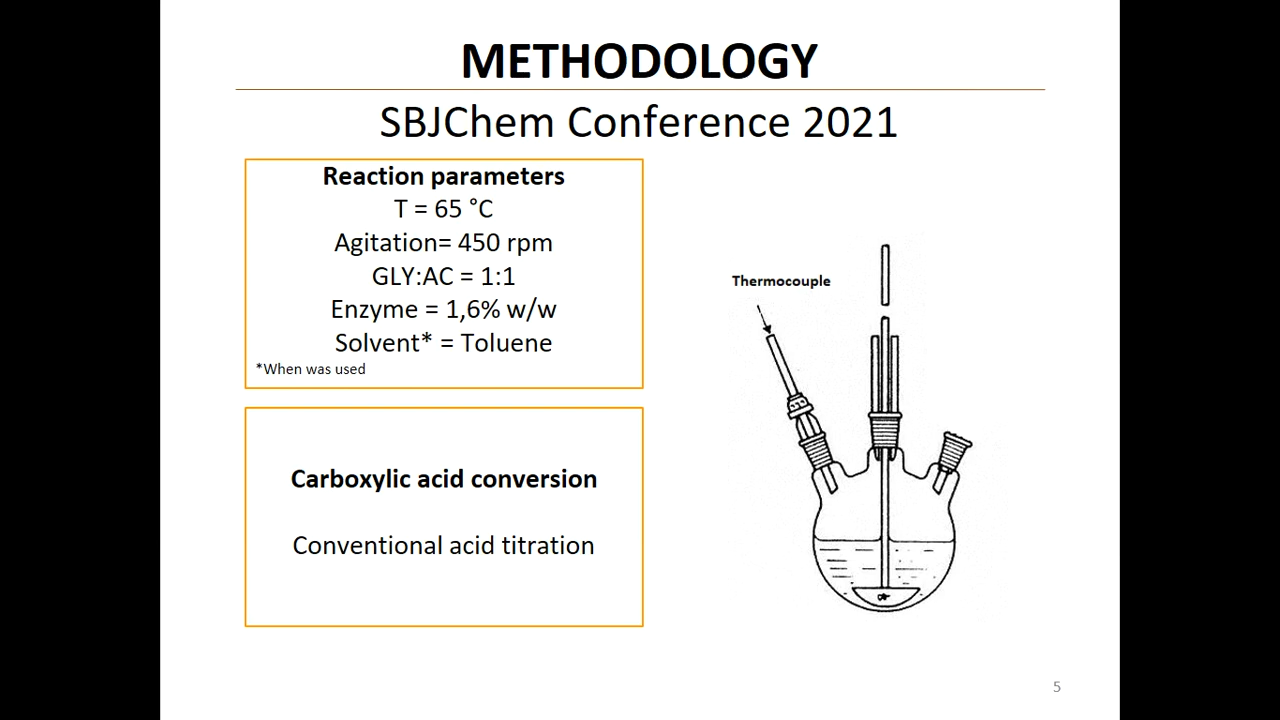 METHODOLOGY
SBJChem Conference 2021
Reaction parameters
T = 65 °C
Agitation= 450 rpm
GLY:AC = 1:1
Enzyme = 1,6% w/w
Solvent* = Toluene
*When was used
Carboxylic acid conversion
Conventional acid titration
Thermocouple
5